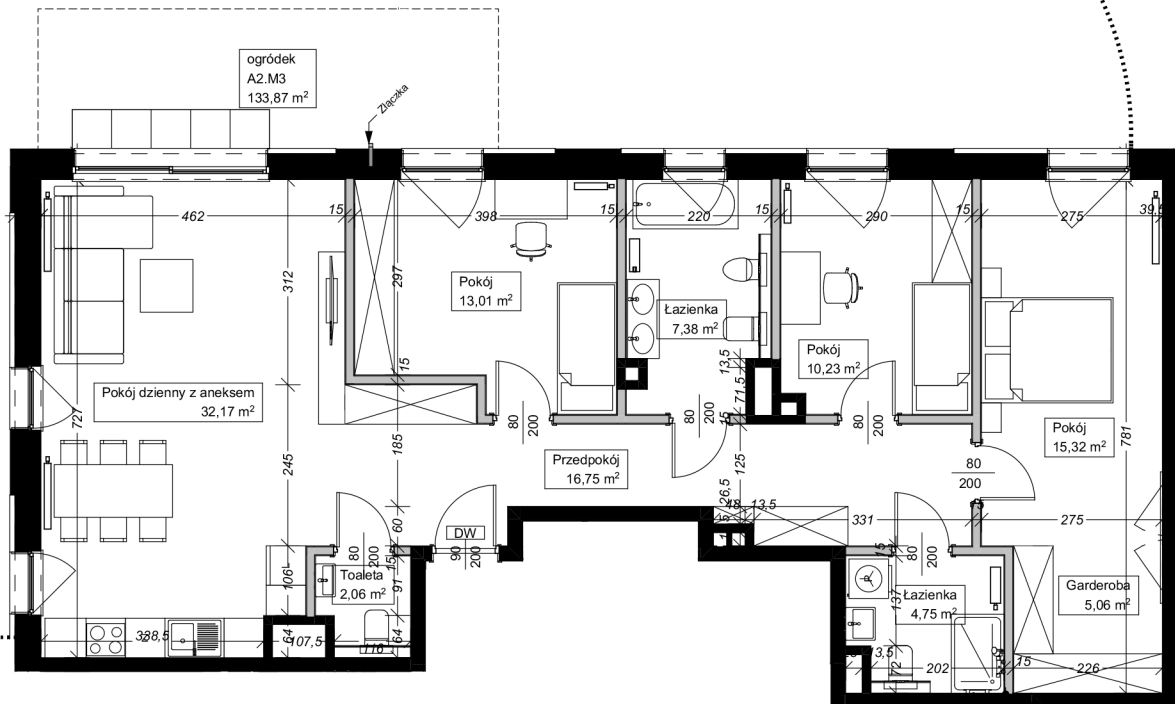 ogródek
A2.M3
133,87 m²
Złączka
462
15
398
15
220
15
290
15
275
39,5
312
297
Pokój
13,01 m²
Łazienka
7,38 m²
Pokój
10,23 m²
15
13,5
71,5
15
Pokój dzienny z aneksem
32,17 m²
727
245
185
80
200
80
200
80
200
Pokój
15,32 m²
781
Przedpokój
16,75 m²
125
80
200
26,5
48
13,5
331
275
60
DW
90
200
80
200
15
80
200
15
Toaleta
2,06 m²
106
91
Łazienka
4,75 m²
137
Garderoba
5,06 m²
338,5
64
107,5
116
64
13,5
72
202
15
226